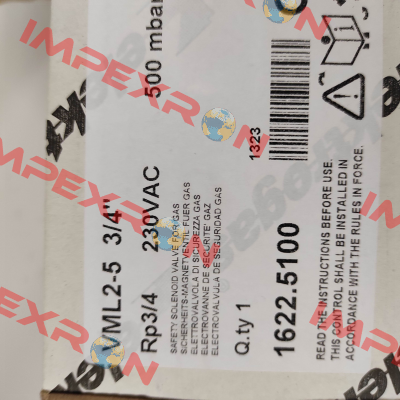 VML2-5 3/4"
Rp3/4 230VAC 500 mbar
SAFETY SOLENOID VALVE FOR GAS
SICHERHEITS-MAGNETVENTIL FUER GAS
ELETTROVALVOLA DI SICUREZZA GAS
ELECTROVANNE DE SECURITE' GAZ
ELECTROVALVULA DE SEGURIDAD GAS
Q.ty 1
1323
1622.5100
READ THE INSTRUCTIONS BEFORE USE.
THIS CONTROL SHALL BE INSTALLED IN
ACCORDANCE WITH THE RULES IN FORCE.
IMPEXRON
IMPEXRON
IMPEXRON
IMPEXRON